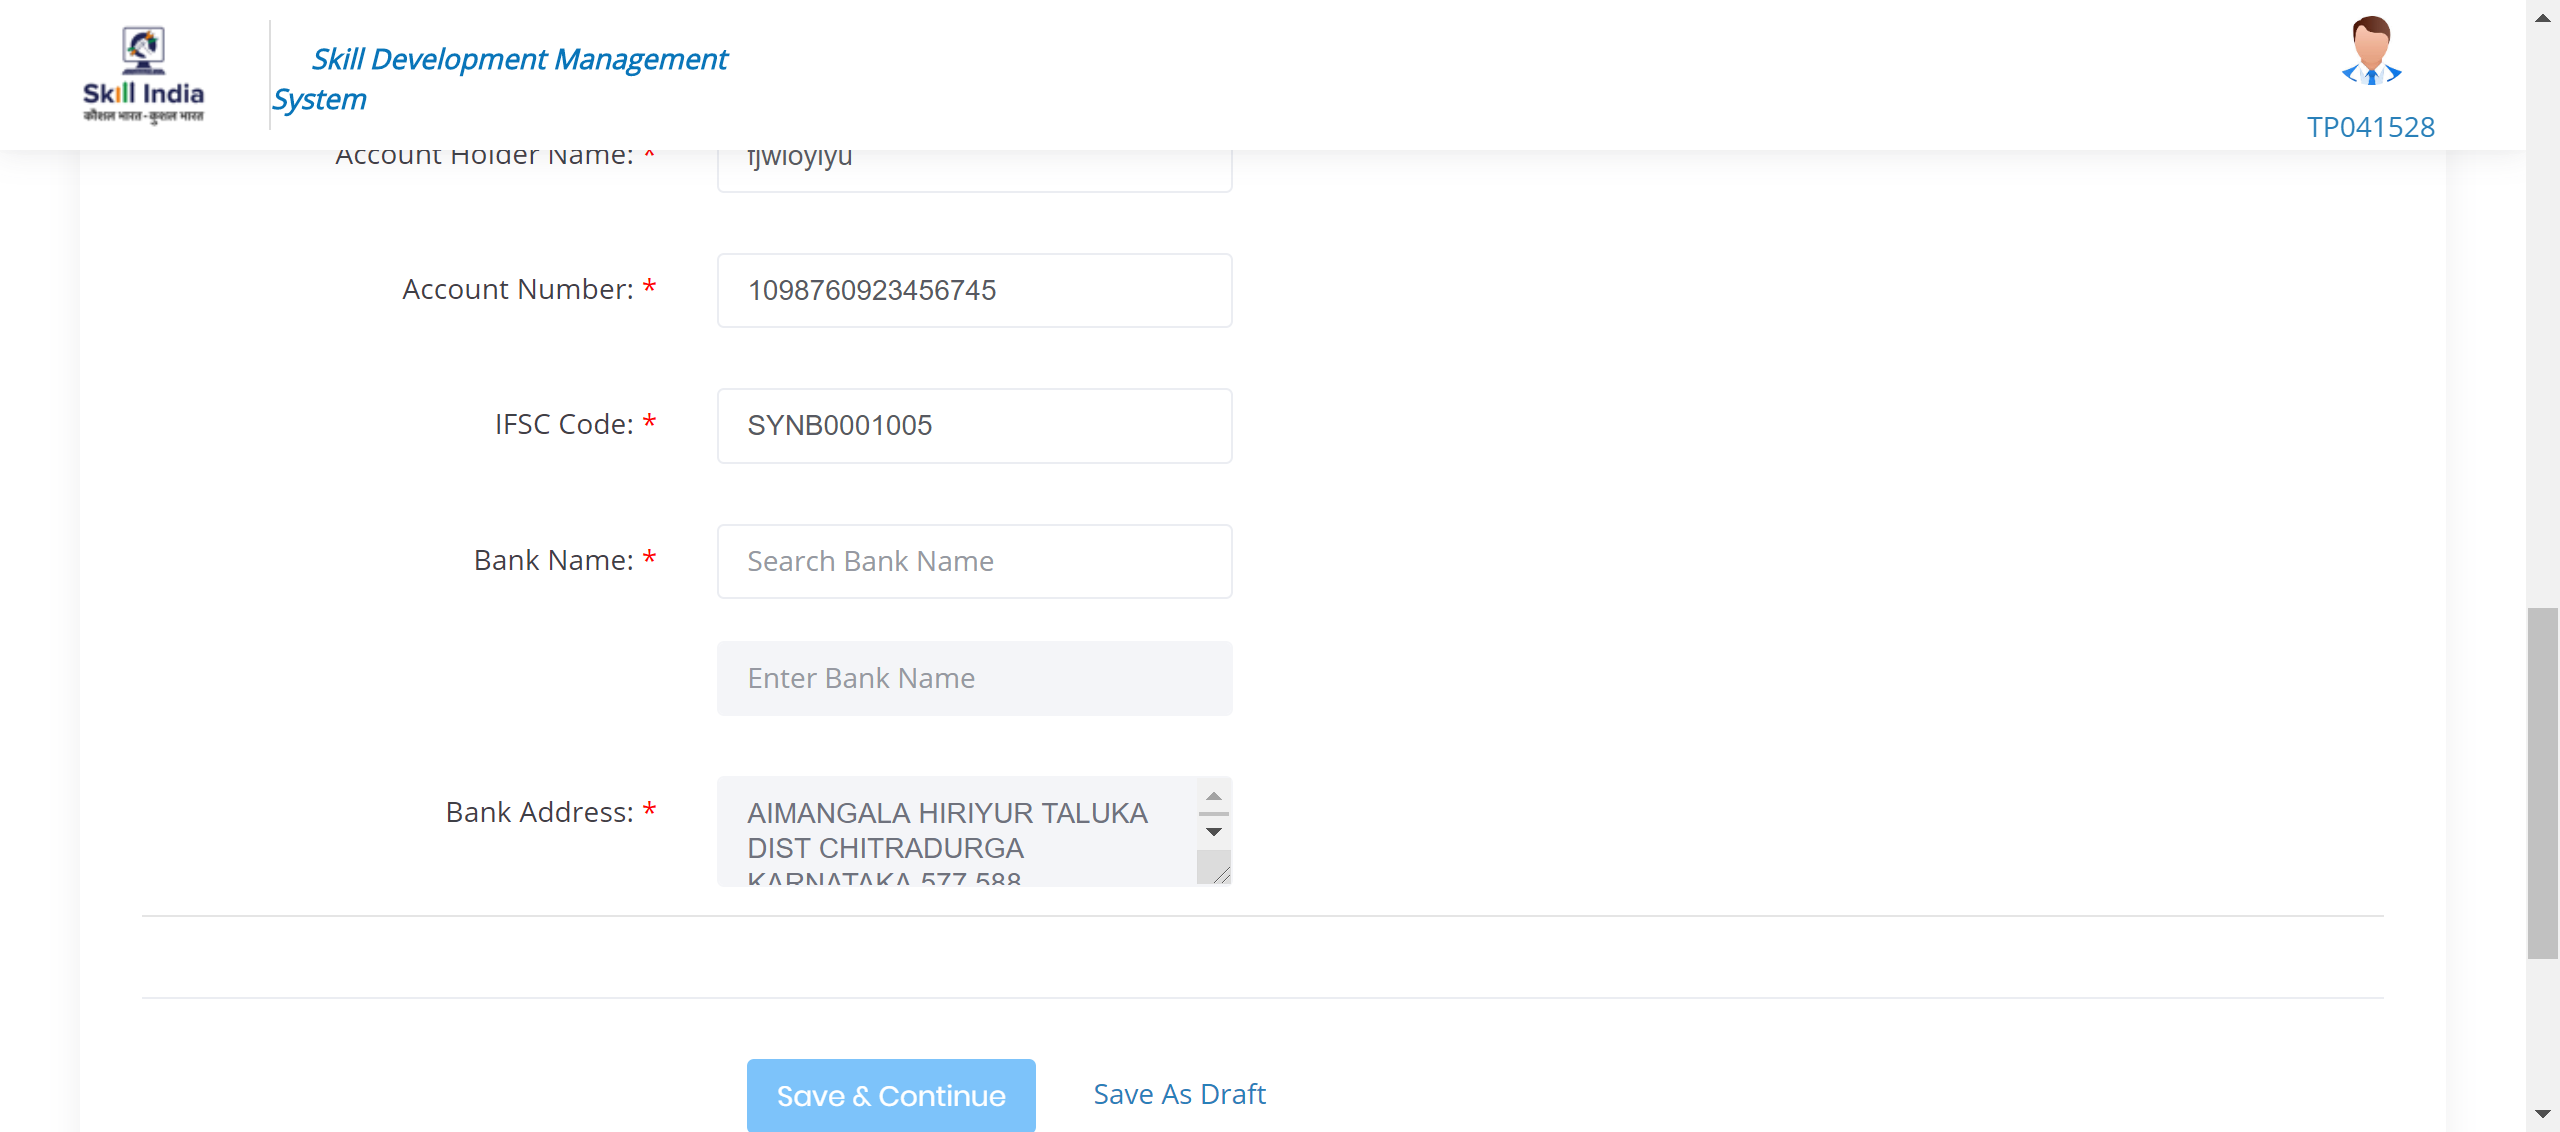 Skill India
कौशल भारत - कुशल भारत
Skill Development Management
System
TP041528
Account Holder Name: *
fjwioyiyu
Account Number: *
1098760923456745
IFSC Code: *
SYNB0001005
Bank Name: *
Search Bank Name
Enter Bank Name
Bank Address: *
AIMANGALA HIRIYUR TALUKA
DIST CHITRADURGA
KARNATAKA 577 588
Save & Continue
Save As Draft